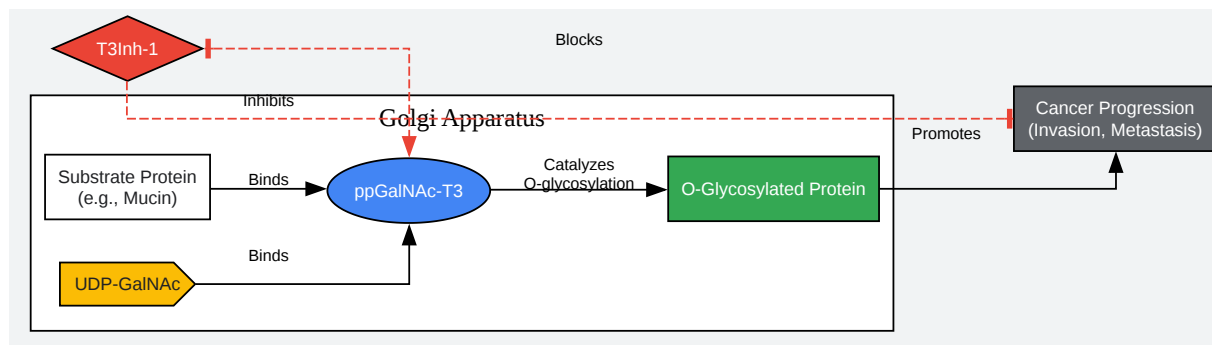 T3Inh-1
Blocks
Inhibits
Golgi Apparatus
Cancer Progression
(Invasion, Metastasis)
Promotes
Substrate Protein
(e.g., Mucin)
Binds
ppGalNAc-T3
Catalyzes
O-glycosylation
O-Glycosylated Protein
Binds
UDP-GalNAc